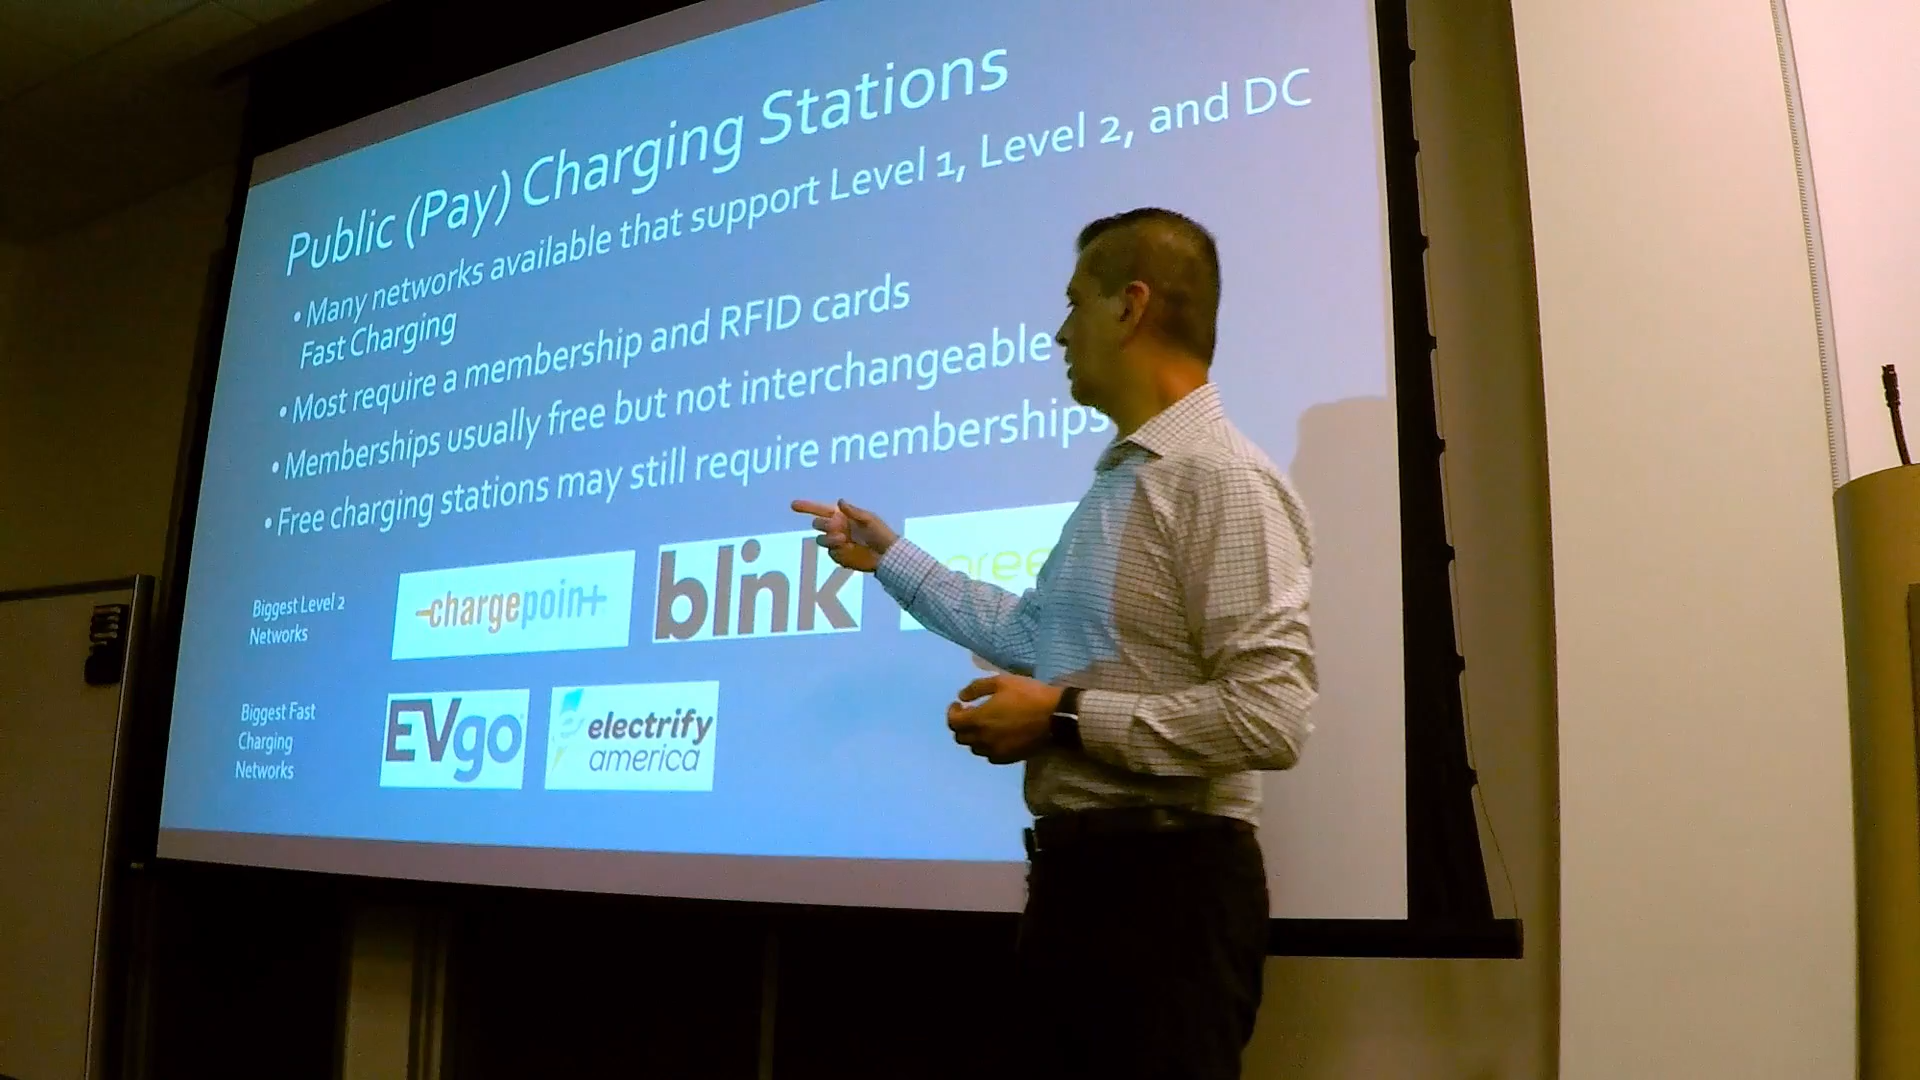 Public (Pay) Charging Stations
• Many networks available that support Level 1, Level 2, and DC
Fast Charging
• Most require a membership and RFID cards
• Memberships usually free but not interchangeable
• Free charging stations may still require memberships
Biggest Level 2
Networks
chargepoin+
blink
Biggest Fast
Charging
Networks
EVgo
electrify
america